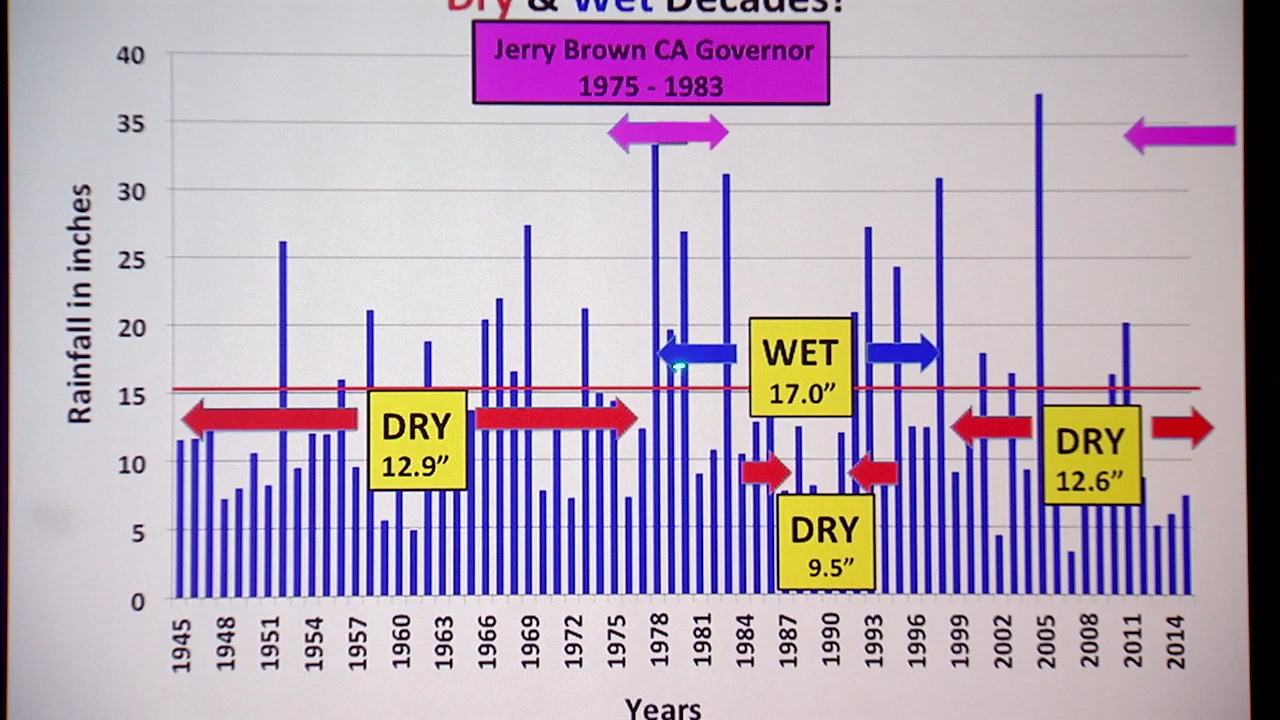 Dry & Wet Decades?
Jerry Brown CA Governor
1975 - 1983
40
35
30
25
20
15
10
5
0
Rainfall in inches
WET
17.0”
DRY
12.9”
DRY
12.6”
DRY
9.5”
1945 1948 1951 1954 1957 1960 1963 1966 1969 1972 1975 1978 1981 1984 1987 1990 1993 1996 1999 2002 2005 2008 2011 2014
Years